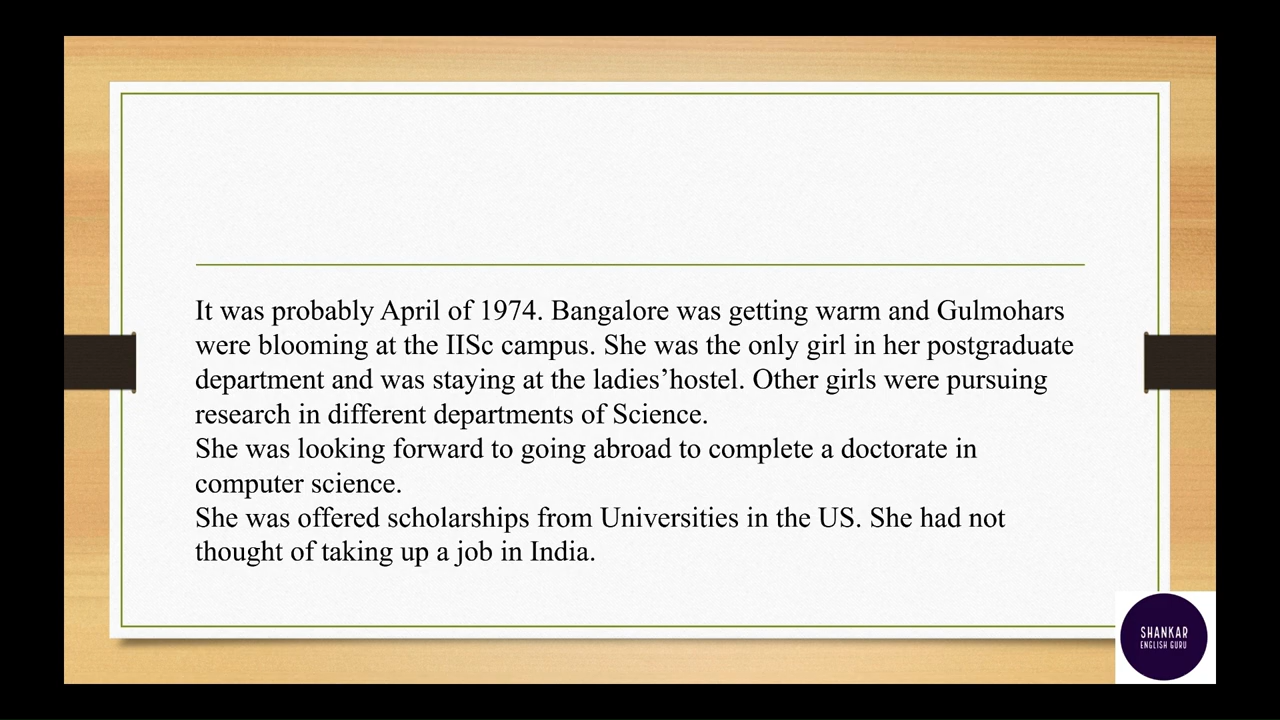 It was probably April of 1974. Bangalore was getting warm and Gulmohars
were blooming at the IISc campus. She was the only girl in her postgraduate
department and was staying at the ladies’hostel. Other girls were pursuing
research in different departments of Science.
She was looking forward to going abroad to complete a doctorate in
computer science.
She was offered scholarships from Universities in the US. She had not
thought of taking up a job in India.
SHANKAR
ENGLISH GURU